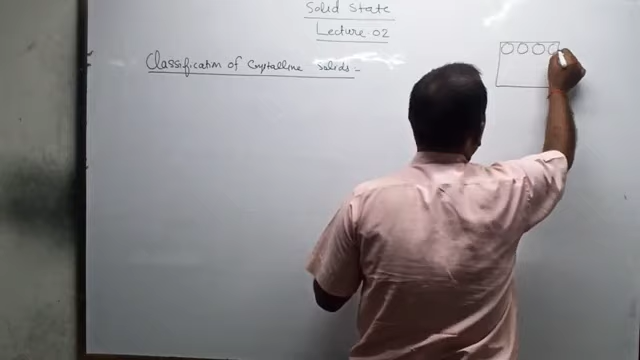 Solid State
Lecture 02
Classification of Crystalline Solids -